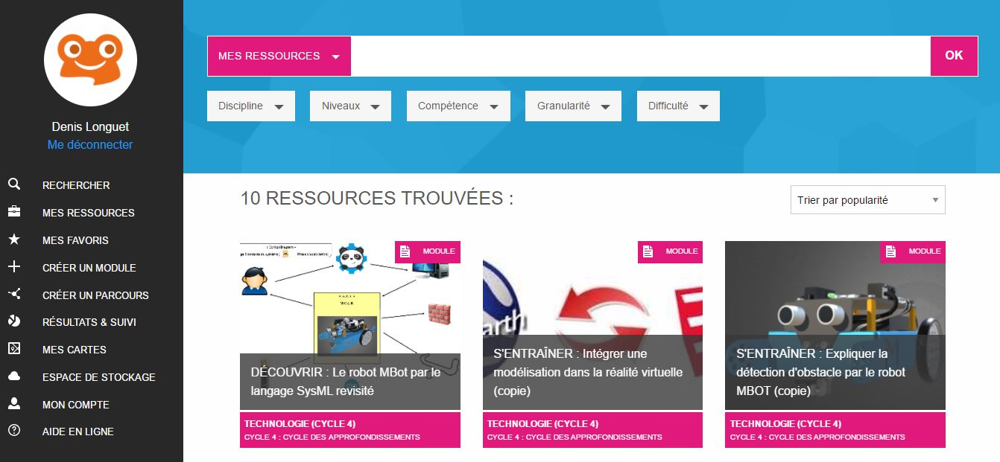 MES RESSOURCES
OK
Discipline
Niveaux
Compétence
Granularité
Difficulté
Denis Longuet
Me déconnecter
RECHERCHER
MES RESSOURCES
MES FAVORIS
CRÉER UN MODULE
CRÉER UN PARCOURS
RÉSULTATS & SUIVI
MES CARTES
ESPACE DE STOCKAGE
MON COMPTE
AIDE EN LIGNE
10 RESSOURCES TROUVÉES :
Trier par popularité
MODULE
DÉCOUVRIR : Le robot MBot par le
langage SysML revisité
TECHNOLOGIE (CYCLE 4)
CYCLE 4 : CYCLE DES APPROFONDISSEMENTS
MODULE
arth
S'ENTRAÎNER : Intégrer une
modélisation dans la réalité virtuelle
(copie)
TECHNOLOGIE (CYCLE 4)
CYCLE 4 : CYCLE DES APPROFONDISSEMENTS
MODULE
S'ENTRAÎNER : Expliquer la
détection d'obstacle par le robot
MBOT (copie)
TECHNOLOGIE (CYCLE 4)
CYCLE 4 : CYCLE DES APPROFONDISSEMENTS